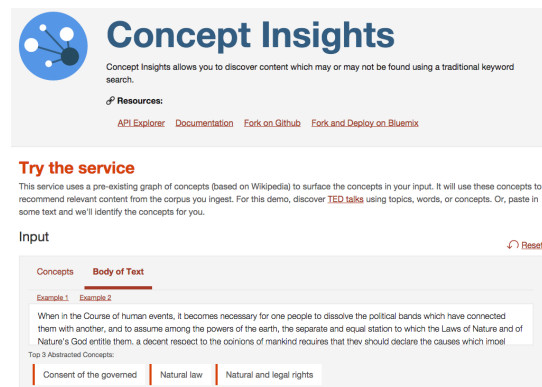 Concept Insights
Concept Insights allows you to discover content which may or may not be found using a traditional keyword
search.
Resources:
API Explorer Documentation Fork on Github Fork and Deploy on Bluemix
Try the service
This service uses a pre-existing graph of concepts (based on Wikipedia) to surface the concepts in your input. It will use these concepts to
recommend relevant content from the corpus you ingest. For this demo, discover TED talks using topics, words, or concepts. Or, paste in
some text and we'll identify the concepts for you.
Input
Reset
Concepts Body of Text
Example 1 Example 2
When in the Course of human events, it becomes necessary for one people to dissolve the political bands which have connected
them with another, and to assume among the powers of the earth, the separate and equal station to which the Laws of Nature and of
Nature's God entitle them, a decent respect to the opinions of mankind requires that they should declare the causes which impel
Top 3 Abstracted Concepts:
Consent of the governed Natural law Natural and legal rights